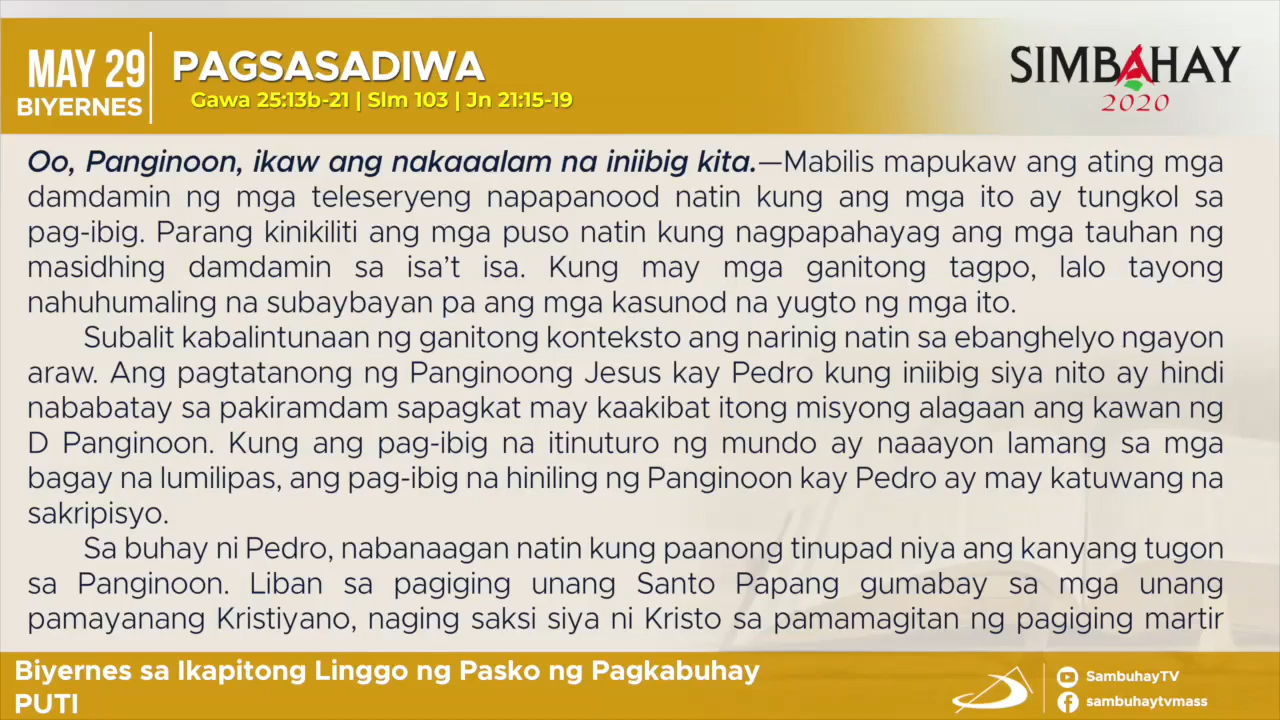 MAY 29
BIYERNES
PAGSASADIWA
Gawa 25:13b-21 | Slm 103 | Jn 21:15-19
SIMBAHAY
2020
Oo, Panginoon, ikaw ang nakaaalam na iniibig kita.—Mabilis mapukaw ang ating mga
damdamin ng mga teleseryeng napapanood natin kung ang mga ito ay tungkol sa
pag-ibig. Parang kinikiliti ang mga puso natin kung nagpapahayag ang mga tauhan ng
masidhing damdamin sa isa't isa. Kung may mga ganitong tagpo, lalo tayong
nahuhumaling na subaybayan pa ang mga kasunod na yugto ng mga ito.
Subalit kabalintunaan ng ganitong konteksto ang narinig natin sa ebanghelyo ngayon
araw. Ang pagtatanong ng Panginoong Jesus kay Pedro kung iniibig siya nito ay hindi
nababatay sa pakiramdam sapagkat may kaakibat itong misyong alagaan ang kawan ng
D Panginoon. Kung ang pag-ibig na itinuturo ng mundo ay naaayon lamang sa mga
bagay na lumilipas, ang pag-ibig na hiniling ng Panginoon kay Pedro ay may katuwang na
sakripisyo.
Sa buhay ni Pedro, nabanaagan natin kung paanong tinupad niya ang kanyang tugon
sa Panginoon. Liban sa pagiging unang Santo Papang gumabay sa mga unang
pamayanang Kristiyano, naging saksi siya ni Kristo sa pamamagitan ng pagiging martir
Biyernes sa Ikapitong Linggo ng Pasko ng Pagkabuhay
PUTI
SambuhayTV
sambuhaytvmass